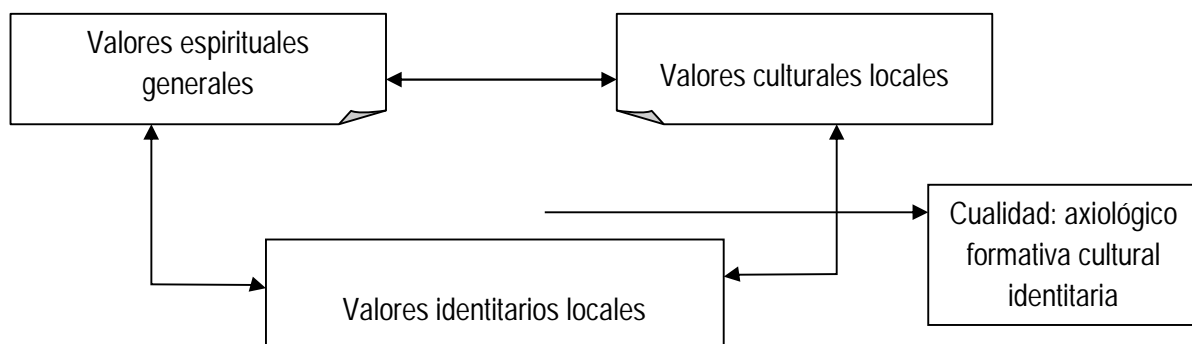 Valores espirituales
generales
Valores culturales locales
Cualidad: axiológico
formativa cultural
identitaria
Valores identitarios locales